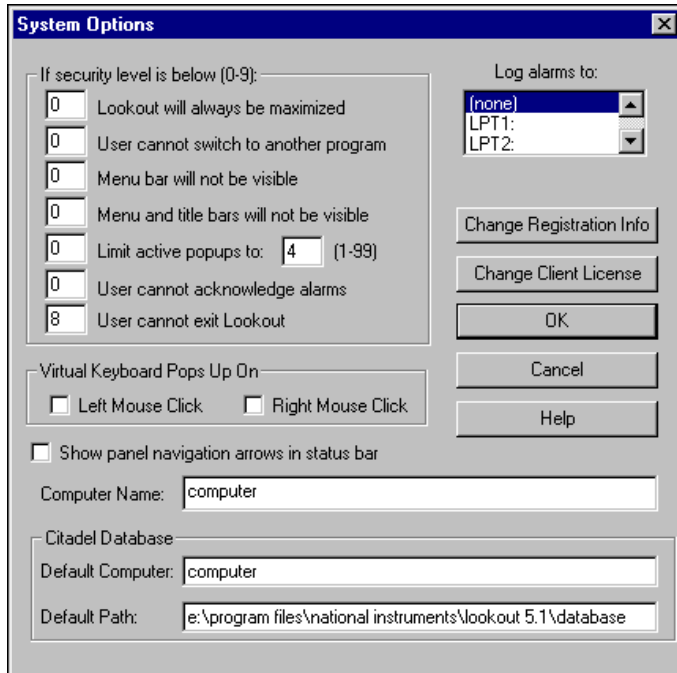 System Options
If security level is below (0-9):
0 Lookout will always be maximized
0 User cannot switch to another program
0 Menu bar will not be visible
0 Menu and title bars will not be visible
0 Limit active popups to: 4 (1-99)
0 User cannot acknowledge alarms
8 User cannot exit Lookout
Log alarms to:
(none)
LPT1:
LPT2:
Change Registration Info
Change Client License
OK
Cancel
Help
Virtual Keyboard Pops Up On
Left Mouse Click Right Mouse Click
Show panel navigation arrows in status bar
Computer Name: computer
Citadel Database
Default Computer: computer
Default Path: e:\program files\national instruments\lookout 5.1\database